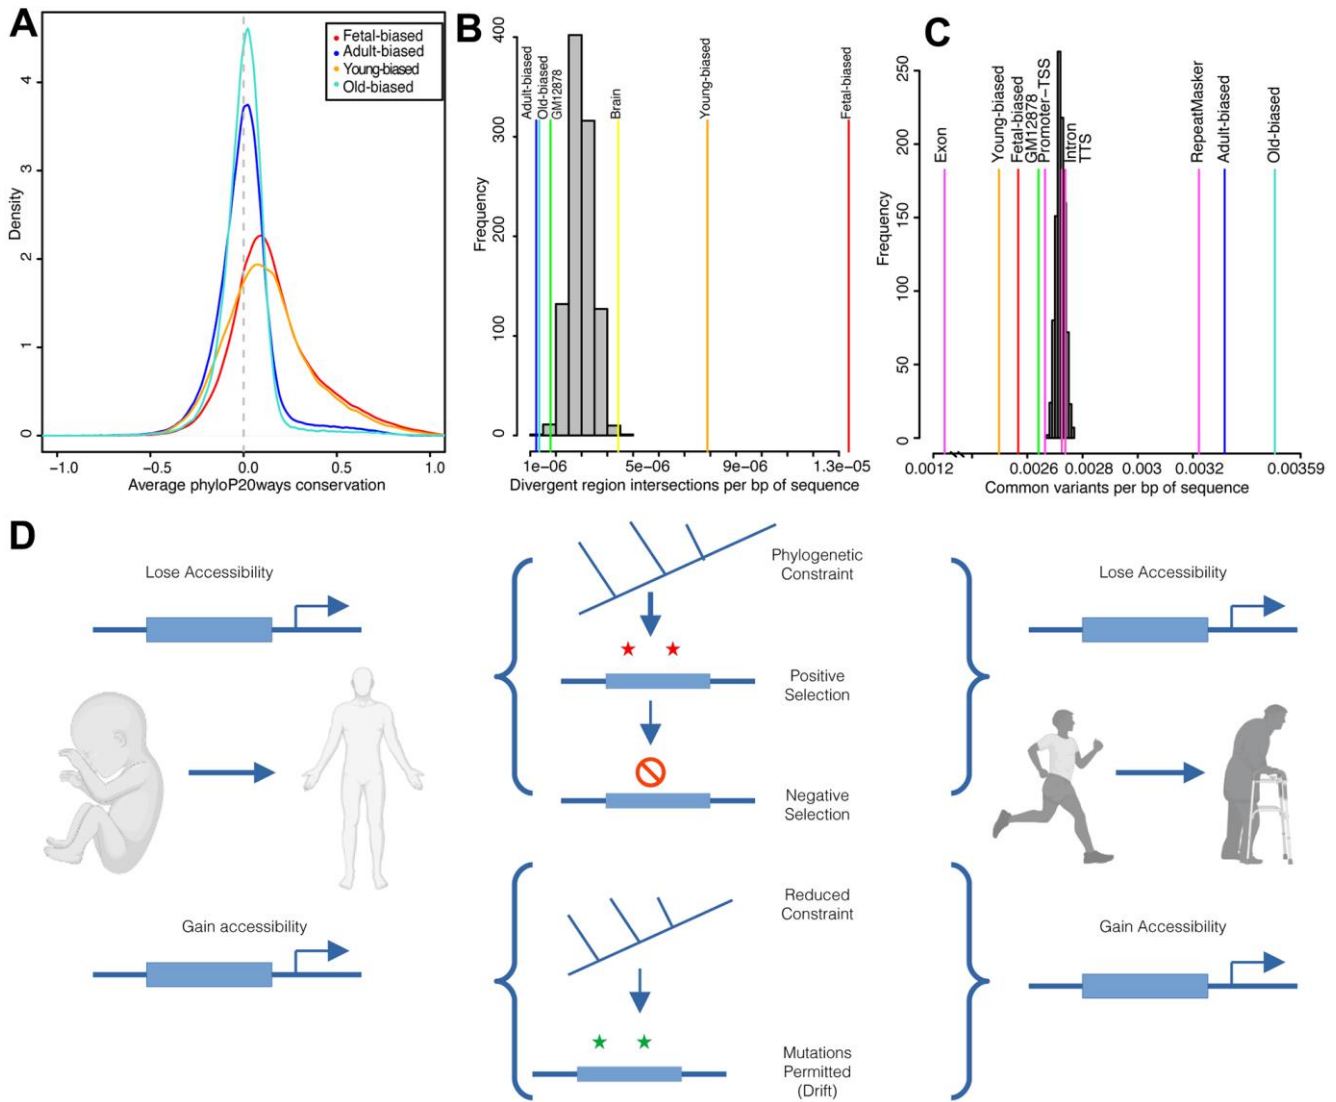 A
Fetal-biased
Adult-biased
Young-biased
Old-biased
Density
0
1
2
3
4
−1.0
−0.5
0.0
0.5
1.0
Average phyloP20ways conservation
B
Adult-biased
Old-biased
GM12878
Brain
Young-biased
Fetal-biased
Frequency
0
100
200
300
400
1e−06
5e−06
9e−06
1.3e−05
Divergent region intersections per bp of sequence
C
Exon
Young-biased
Fetal-biased
GM12878
Promoter−TSS
Intron
TTS
RepeatMasker
Adult-biased
Old-biased
Frequency
0
50
100
150
200
250
0.0012
0.0026
0.0028
0.003
0.0032
0.00359
Common variants per bp of sequence
D
Lose Accessibility
Gain accessibility
Phylogenetic
Constraint
Positive
Selection
Negative
Selection
Reduced
Constraint
Mutations
Permitted
(Drift)
Lose Accessibility
Gain Accessibility